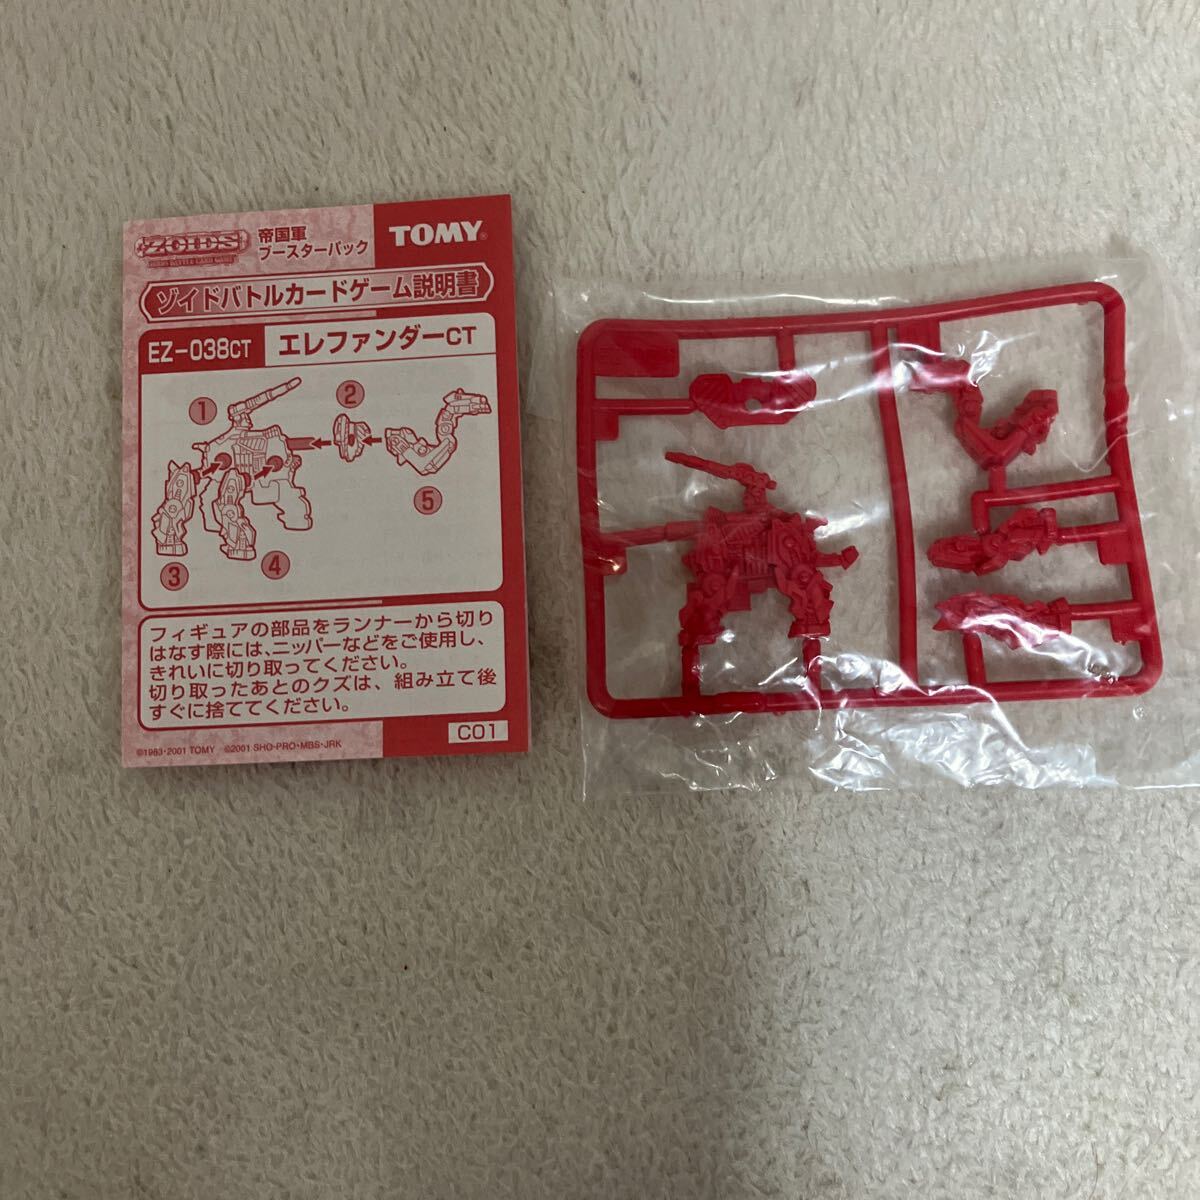 ZOIDS
ZOIDS BATTLE CARD GAME
帝国軍
ブースターパック
TOMY®
ゾイドバトルカードゲーム説明書
EZ-038CT
エレファンダーCT
1
2
3
4
5
フィギュアの部品をランナーから切り
はなす際には、ニッパーなどをご使用し、
きれいに切り取ってください。
切り取ったあとのクズは、組み立て後
すぐに捨ててください。
C01
©1983・2001 TOMY ©2001 SHO-PRO・MBS・JRK